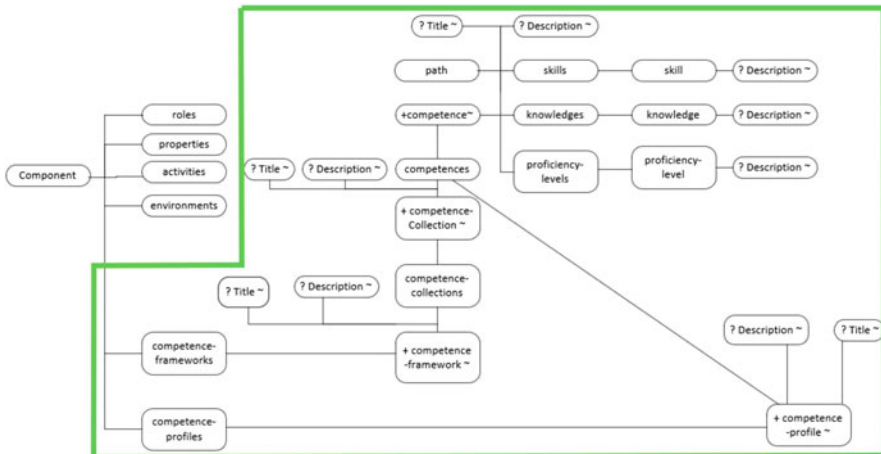 ? Title ~
? Description ~
path
skills
skill
? Description ~
roles
+competence~
knowledges
knowledge
? Description ~
properties
Component
activities
? Title ~
? Description ~
competences
proficiency-
levels
proficiency-
level
? Description ~
environments
+ competence-
Collection ~
competence-
collections
? Title ~
? Description ~
competence-
frameworks
+ competence
-framework ~
? Description ~
? Title ~
competence-
profiles
+ competence
-profile ~